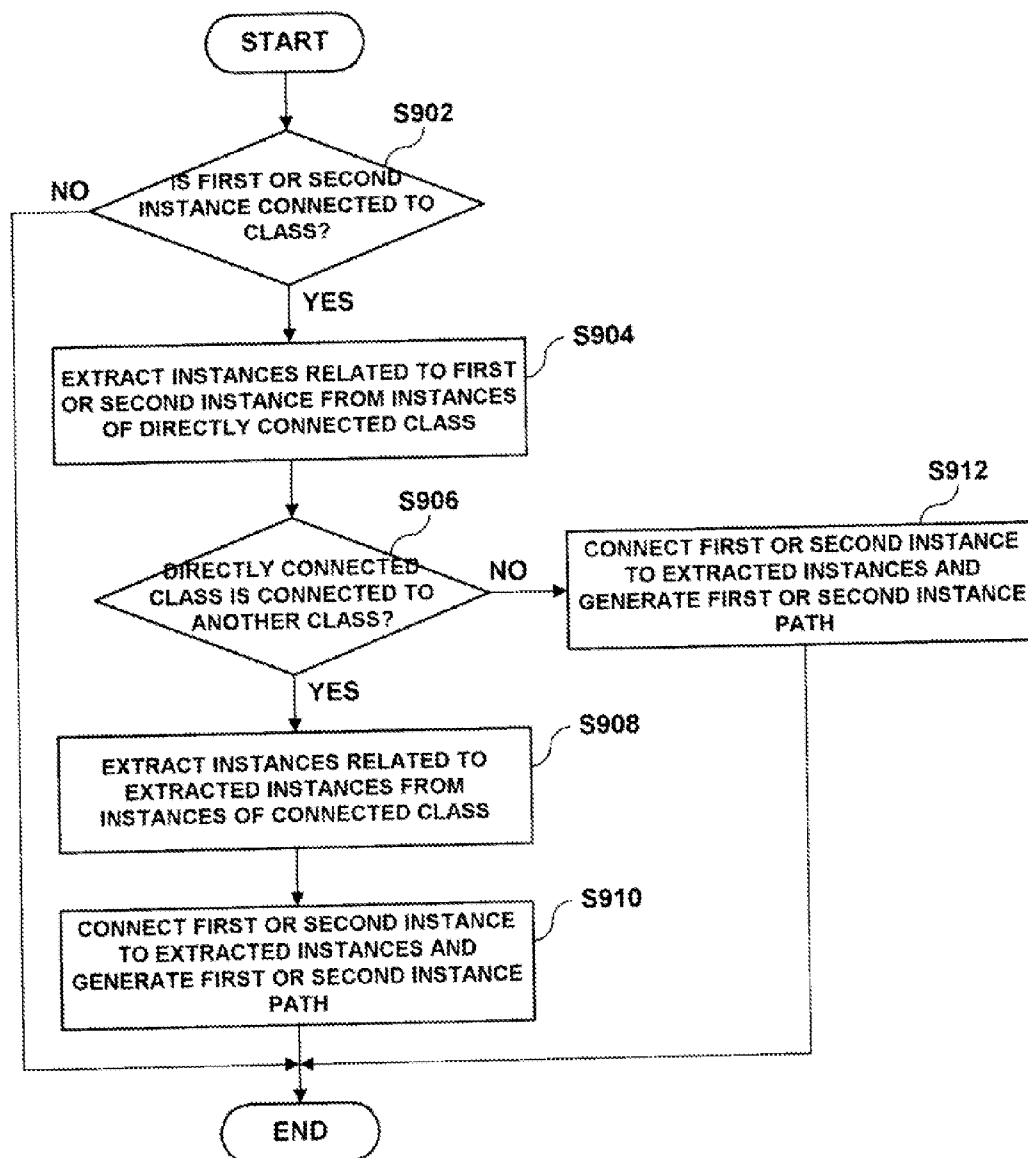 START
S902
NO
IS FIRST OR SECOND
INSTANCE CONNECTED TO
CLASS?
YES
S904
EXTRACT INSTANCES RELATED TO FIRST
OR SECOND INSTANCE FROM INSTANCES
OF DIRECTLY CONNECTED CLASS
S906
DIRECTLY CONNECTED
CLASS IS CONNECTED TO
ANOTHER CLASS?
NO
S912
CONNECT FIRST OR SECOND INSTANCE
TO EXTRACTED INSTANCES AND
GENERATE FIRST OR SECOND INSTANCE
PATH
YES
S908
EXTRACT INSTANCES RELATED TO
EXTRACTED INSTANCES FROM
INSTANCES OF CONNECTED CLASS
S910
CONNECT FIRST OR SECOND INSTANCE
TO EXTRACTED INSTANCES AND
GENERATE FIRST OR SECOND INSTANCE
PATH
END